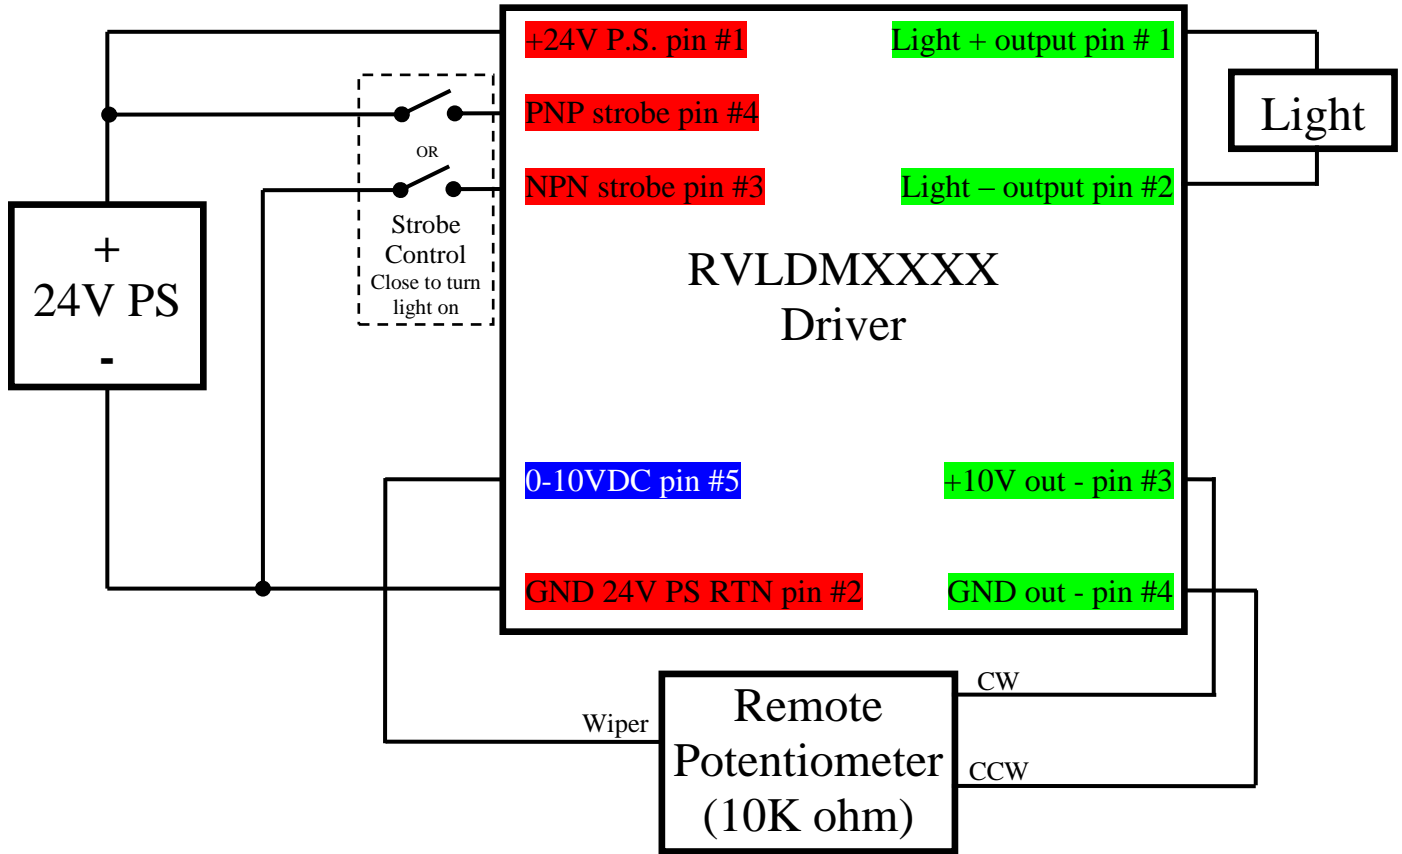 +24V P.S. pin #1
Light + output pin # 1
PNP strobe pin #4
Light
OR
NPN strobe pin #3
Light – output pin #2
Strobe
Control
Close to turn
light on
+
24V PS
-
RVLDMXXXX
Driver
0-10VDC pin #5
+10V out - pin #3
GND 24V PS RTN pin #2
GND out - pin #4
CW
Wiper
Remote
Potentiometer
(10K ohm)
CCW